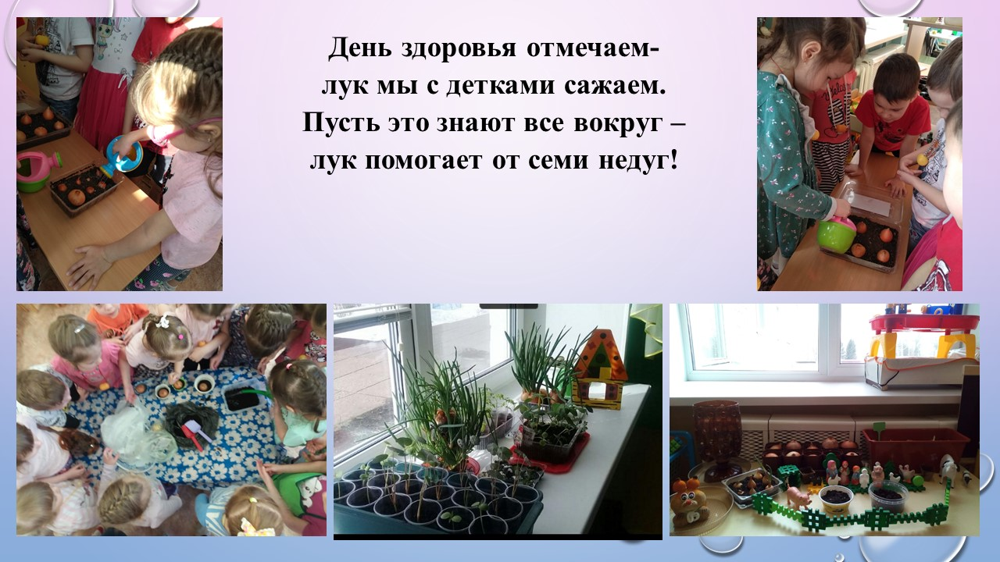 День здоровья отмечаем-
лук мы с детками сажаем.
Пусть это знают все вокруг –
лук помогает от семи недуг!